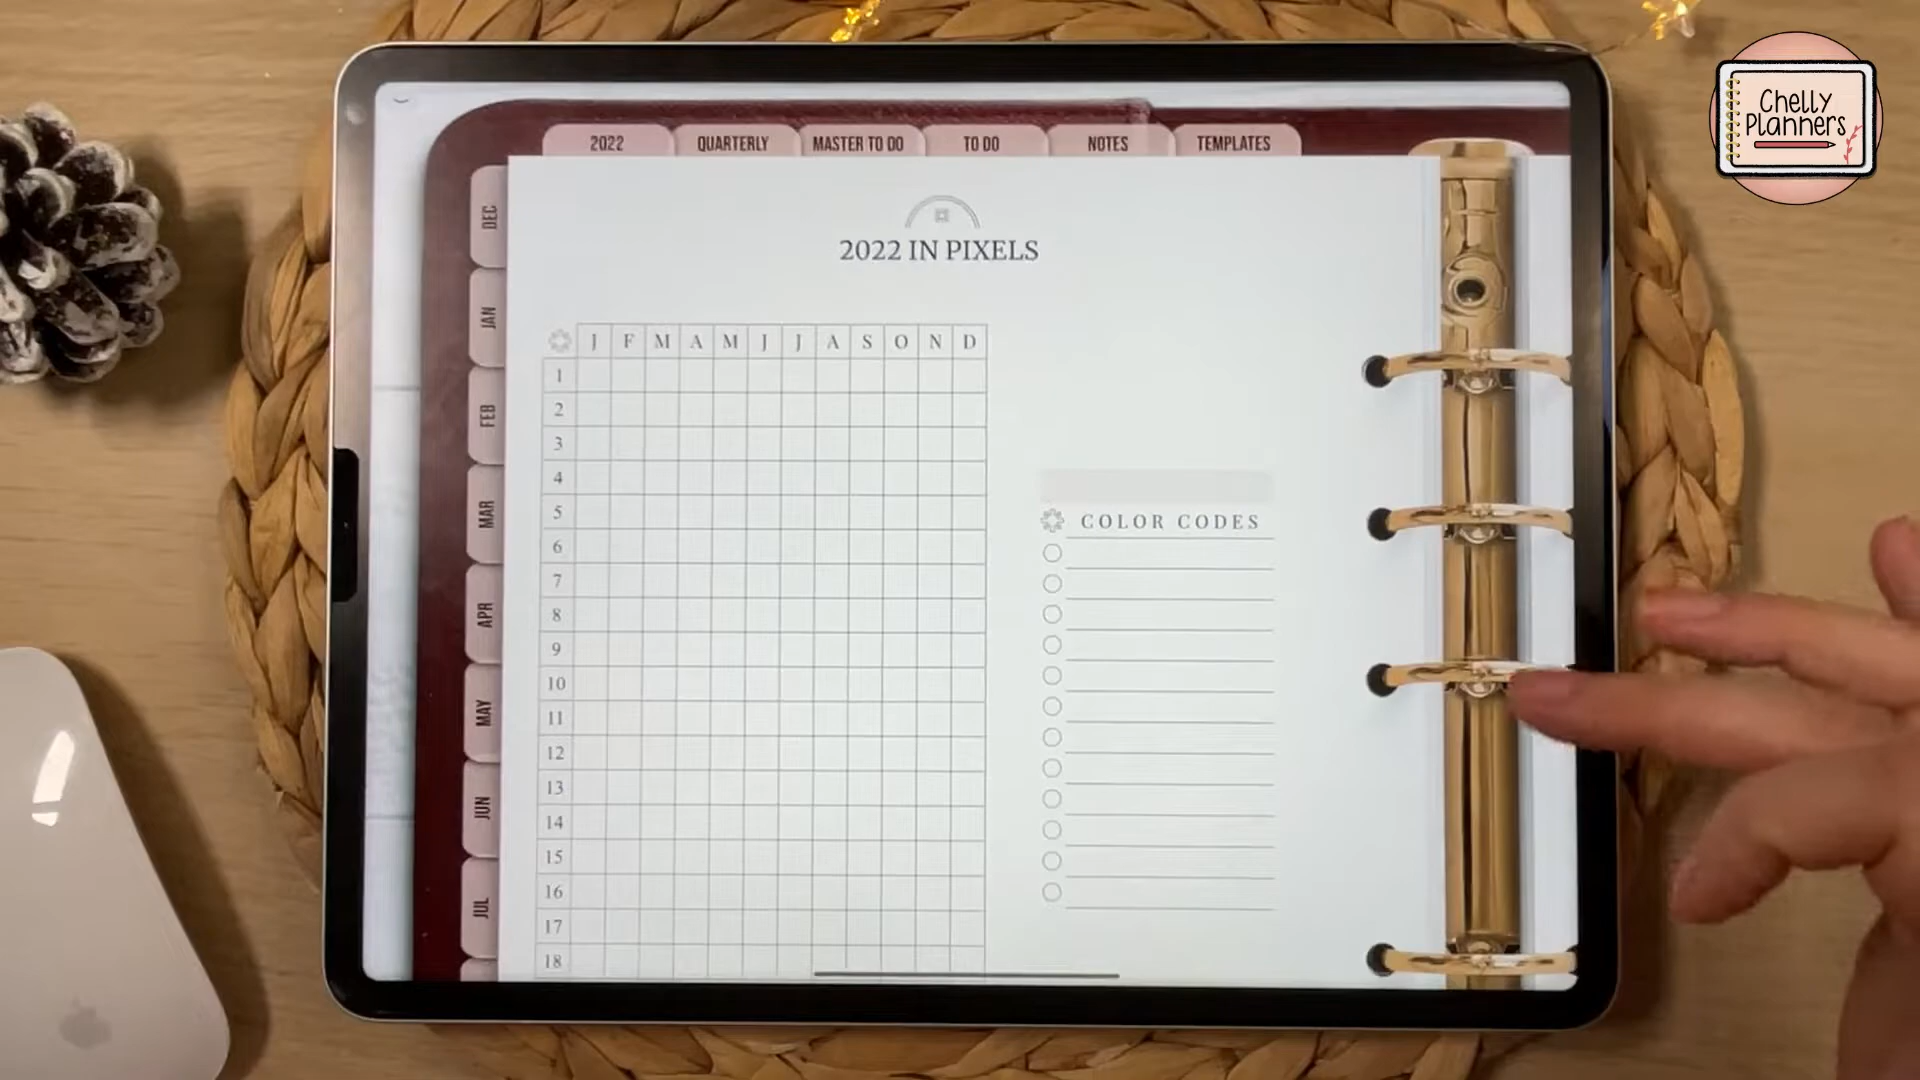 Chelly
Planners
2022 QUARTERLY MASTER TO DO TO DO NOTES TEMPLATES
DEC
JAN
FEB
MAR
APR
MAY
JUN
JUL
2022 IN PIXELS
J F M A M J J A S O N D
1
2
3
4
5
6
7
8
9
10
11
12
13
14
15
16
17
18
COLOR CODES